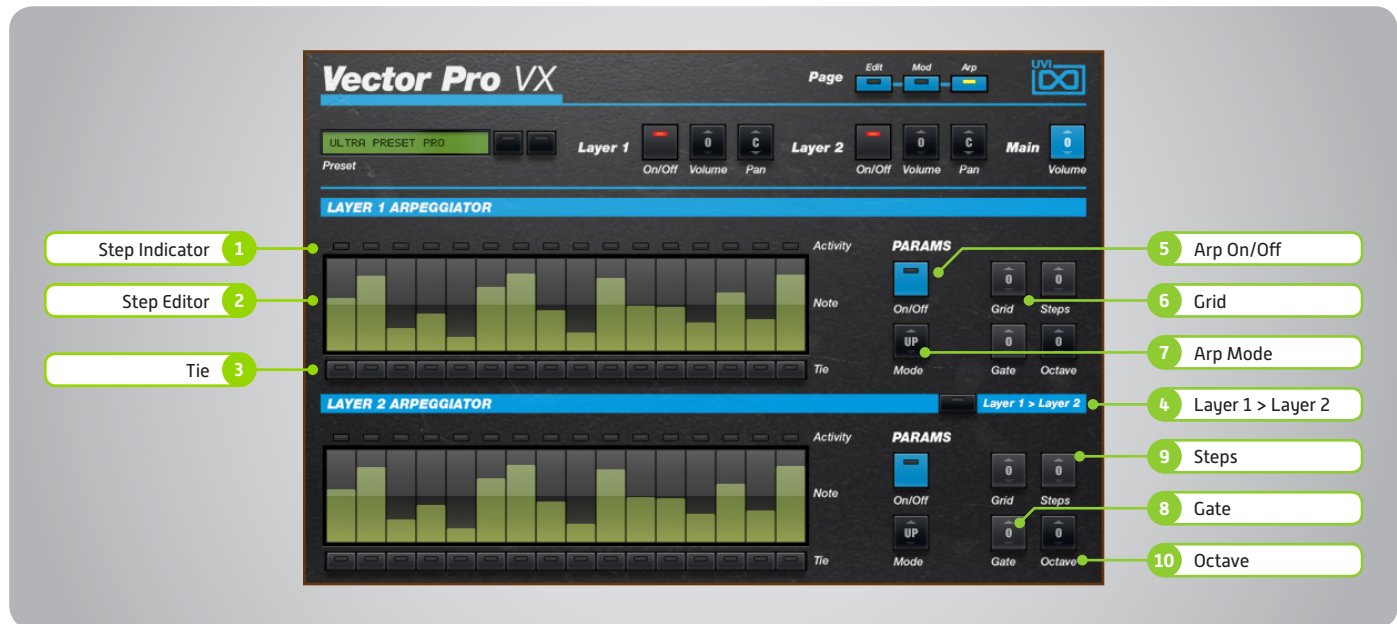 Vector Pro VX
Page
Edit
Mod
Arp
UVI
ULTRA PRESET PRO
Preset
Layer 1
On/Off
0
Volume
C
Pan
Layer 2
On/Off
0
Volume
C
Pan
Main
0
Volume
LAYER 1 ARPEGGIATOR
Step Indicator 1
Step Editor 2
Tie 3
Activity
Note
Tie
PARAMS
On/Off
0
Grid
0
Steps
UP
Mode
0
Gate
0
Octave
5 Arp On/Off
6 Grid
7 Arp Mode
LAYER 2 ARPEGGIATOR
Layer 1 > Layer 2
4 Layer 1 > Layer 2
Activity
Note
Tie
PARAMS
On/Off
0
Grid
0
Steps
UP
Mode
0
Gate
0
Octave
9 Steps
8 Gate
10 Octave